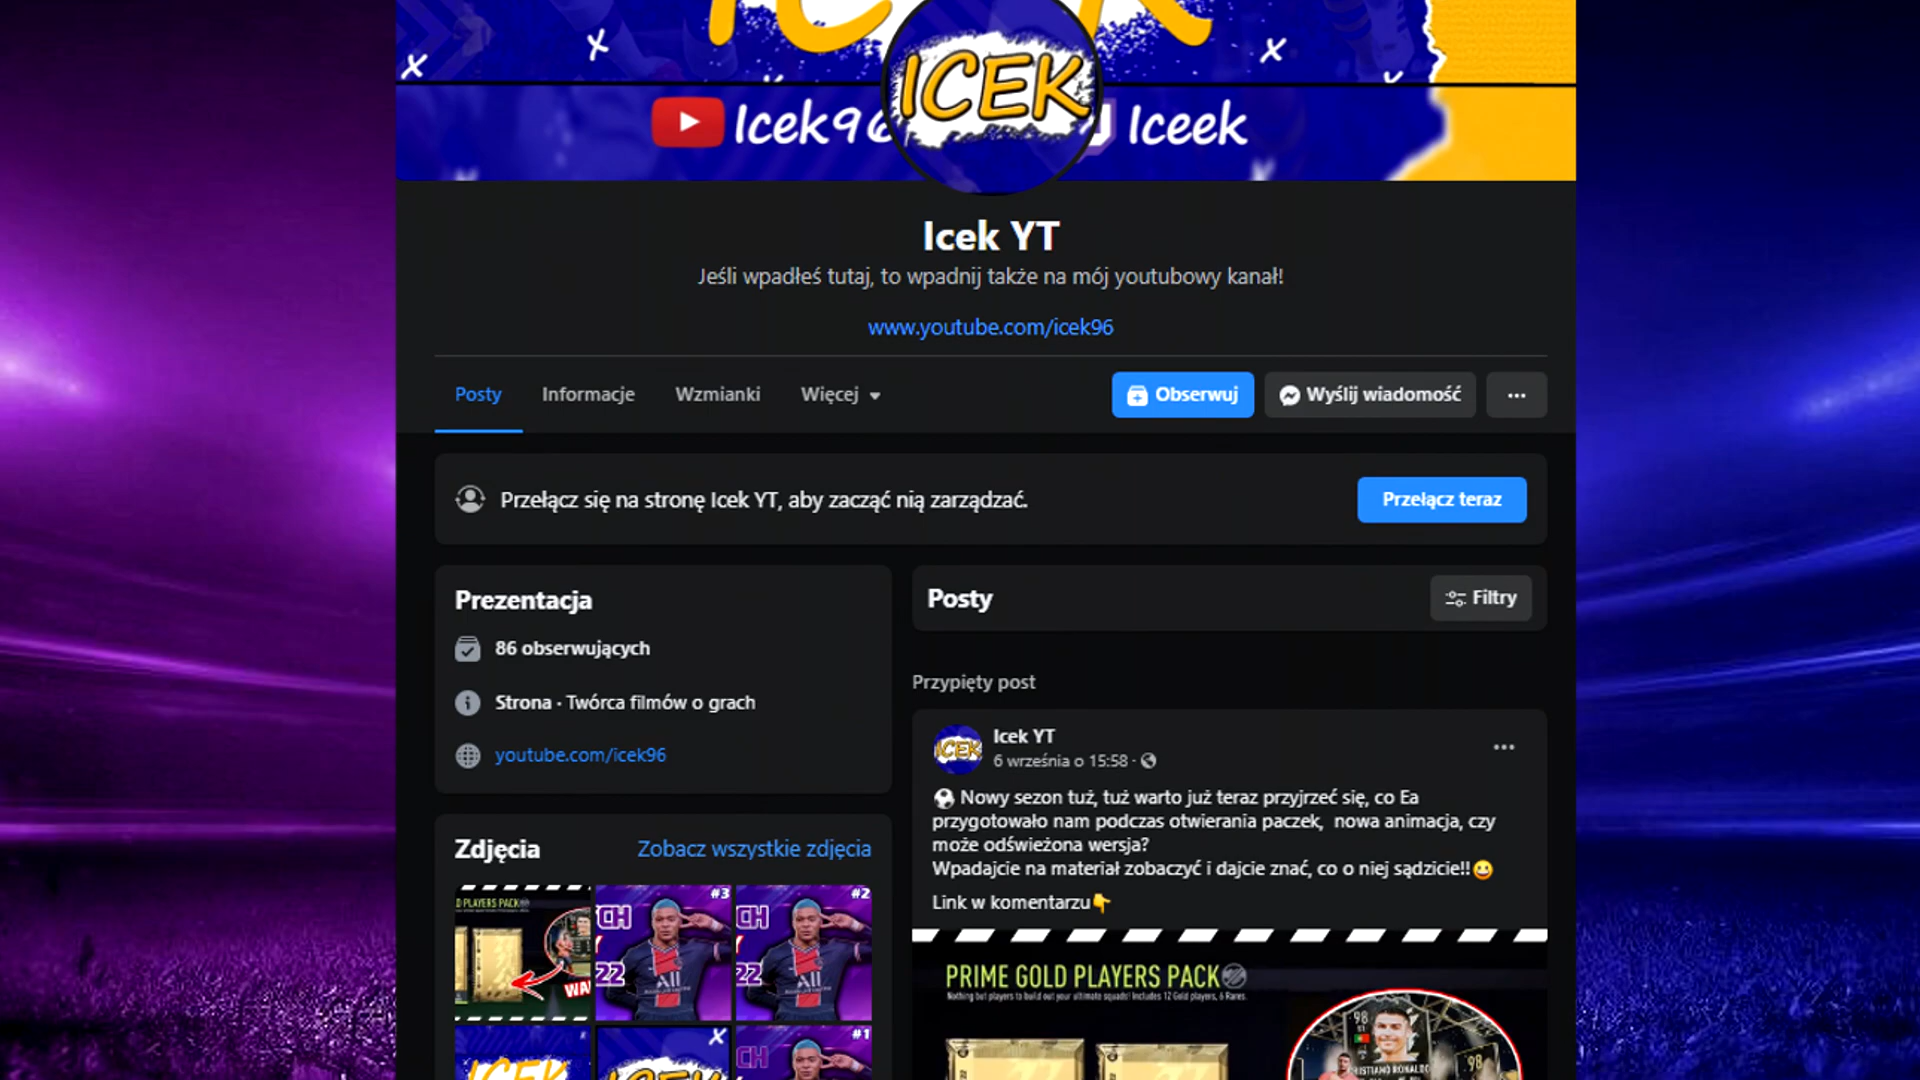 ICEK
Icek96
Iceek
Icek YT
Jeśli wpadłeś tutaj, to wpadnij także na mój youtubowy kanał!
www.youtube.com/icek96
Posty Informacje Wzmianki Więcej Obserwuj Wyślij wiadomość
Przełącz się na stronę Icek YT, aby zacząć nią zarządzać. Przełącz teraz
Prezentacja
86 obserwujących
Strona · Twórca filmów o grach
youtube.com/icek96
Zdjęcia Zobacz wszystkie zdjęcia
D PLAYERS PACK
WA
CH #3
22
CH #2
22
ICEK
ICEK
CH #1
Posty Filtry
Przypięty post
ICEK
Icek YT
6 września o 15:58 ·
Nowy sezon tuż, tuż warto już teraz przyjrzeć się, co Ea
przygotowało nam podczas otwierania paczek, nowa animacja, czy
może odświeżona wersja?
Wpadajcie na materiał zobaczyć i dajcie znać, co o niej sądzicie!!😀
Link w komentarzu👇
PRIME GOLD PLAYERS PACK
Nothing but players to build out your ultimate squads! Includes 12 Gold players, 6 Rares.
98
98